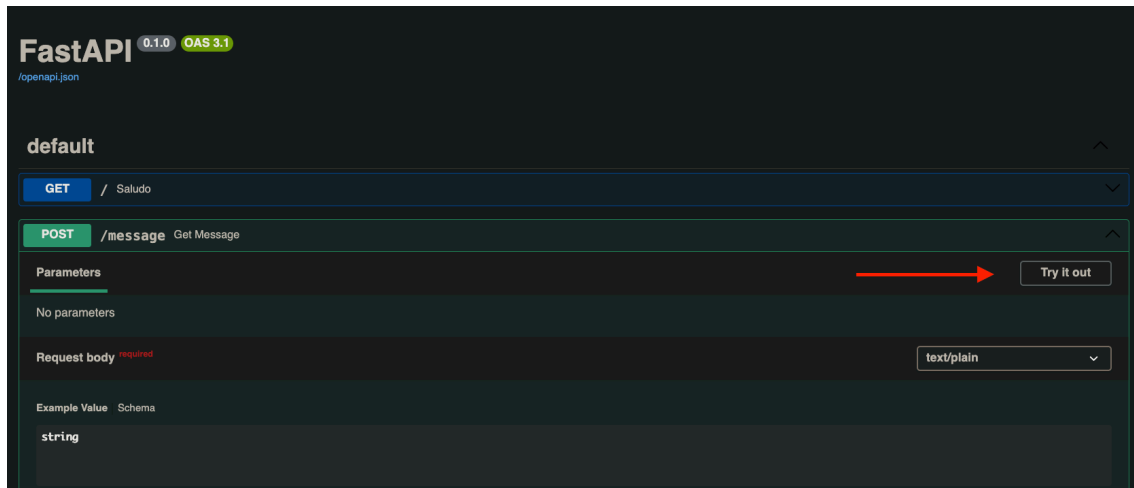 FastAPI 0.1.0 OAS 3.1
/openapi.json
default
GET / Saludo
POST /message Get Message
Parameters
Try it out
No parameters
Request body required
text/plain
Example Value Schema
string